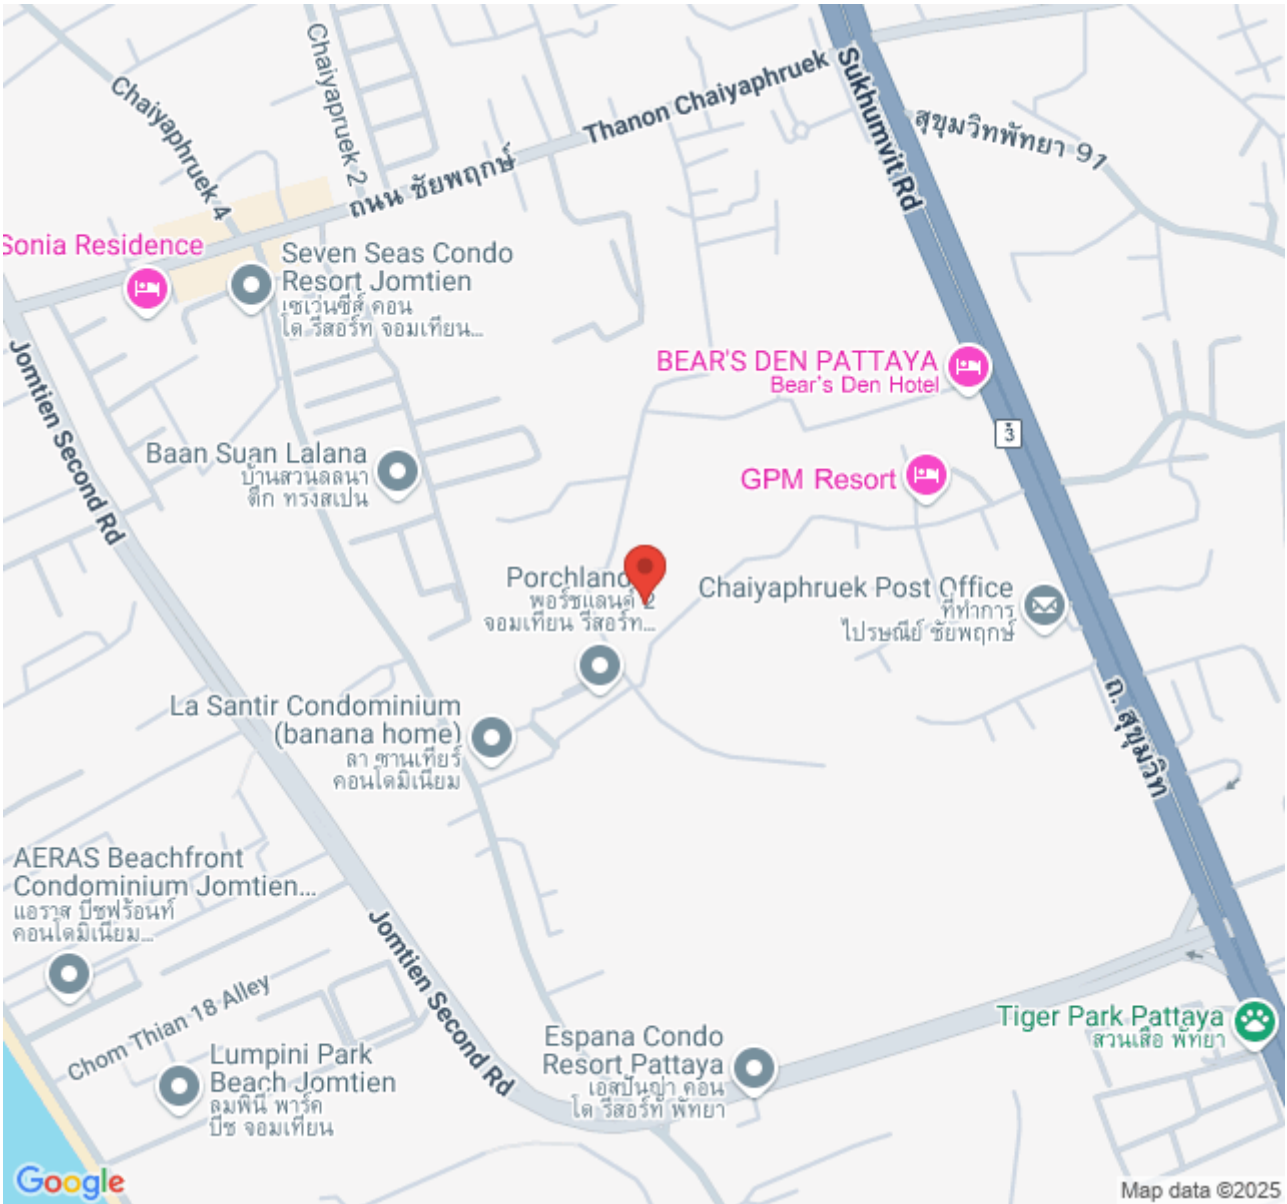 Chaiyapruek 2
Chaiyaphruek 4
Thanon Chaiyaphruek
ถนน ชัยพฤกษ์
Sukhumvit Rd
สุขุมวิทพัทยา 91
Sonia Residence
Seven Seas Condo
Resort Jomtien
เซเว่นซีส์ คอน
โด รีสอร์ท จอมเทียน...
Jomtien Second Rd
BEAR'S DEN PATTAYA
Bear's Den Hotel
3
Baan Suan Lalana
บ้านสวนลลนา
ตึก ทรงสเปน
GPM Resort
Porchland
พอร์ชแลนด์ 2
จอมเทียน รีสอร์ท...
Chaiyaphruek Post Office
ที่ทำการ
ไปรษณีย์ ชัยพฤกษ์
La Santir Condominium
(banana home)
ลา ซานเทียร์
คอนโดมิเนียม
ถ. สุขุมวิท
AERAS Beachfront
Condominium Jomtien...
แอราส บีชฟร้อนท์
คอนโดมิเนียม...
Jomtien Second Rd
Chom Thian 18 Alley
Tiger Park Pattaya
สวนเสือ พัทยา
Espana Condo
Resort Pattaya
เอสปันญ่า คอน
โด รีสอร์ท พัทยา
Lumpini Park
Beach Jomtien
ลุมพินี พาร์ค
บีช จอมเทียน
Google
Map data ©2025